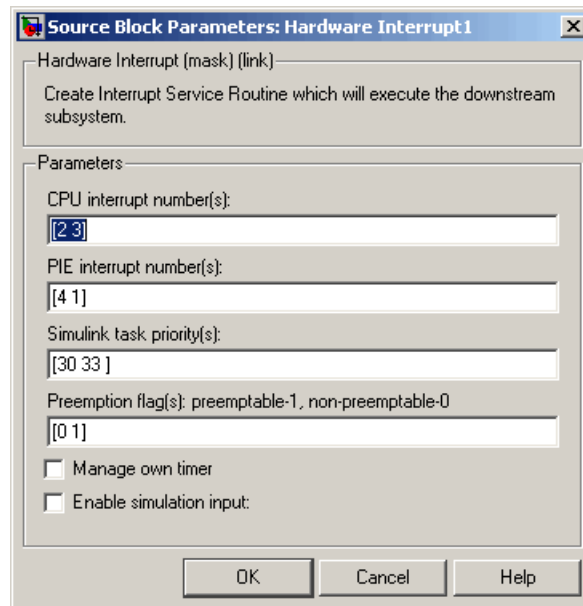 Source Block Parameters: Hardware Interrupt1
Hardware Interrupt (mask) (link)
Create Interrupt Service Routine which will execute the downstream
subsystem.
Parameters
CPU interrupt number(s):
[2 3]
PIE interrupt number(s):
[4 1]
Simulink task priority(s):
[30 33 ]
Preemption flag(s): preemptable-1, non-preemptable-0
[0 1]
Manage own timer
Enable simulation input:
OK Cancel Help